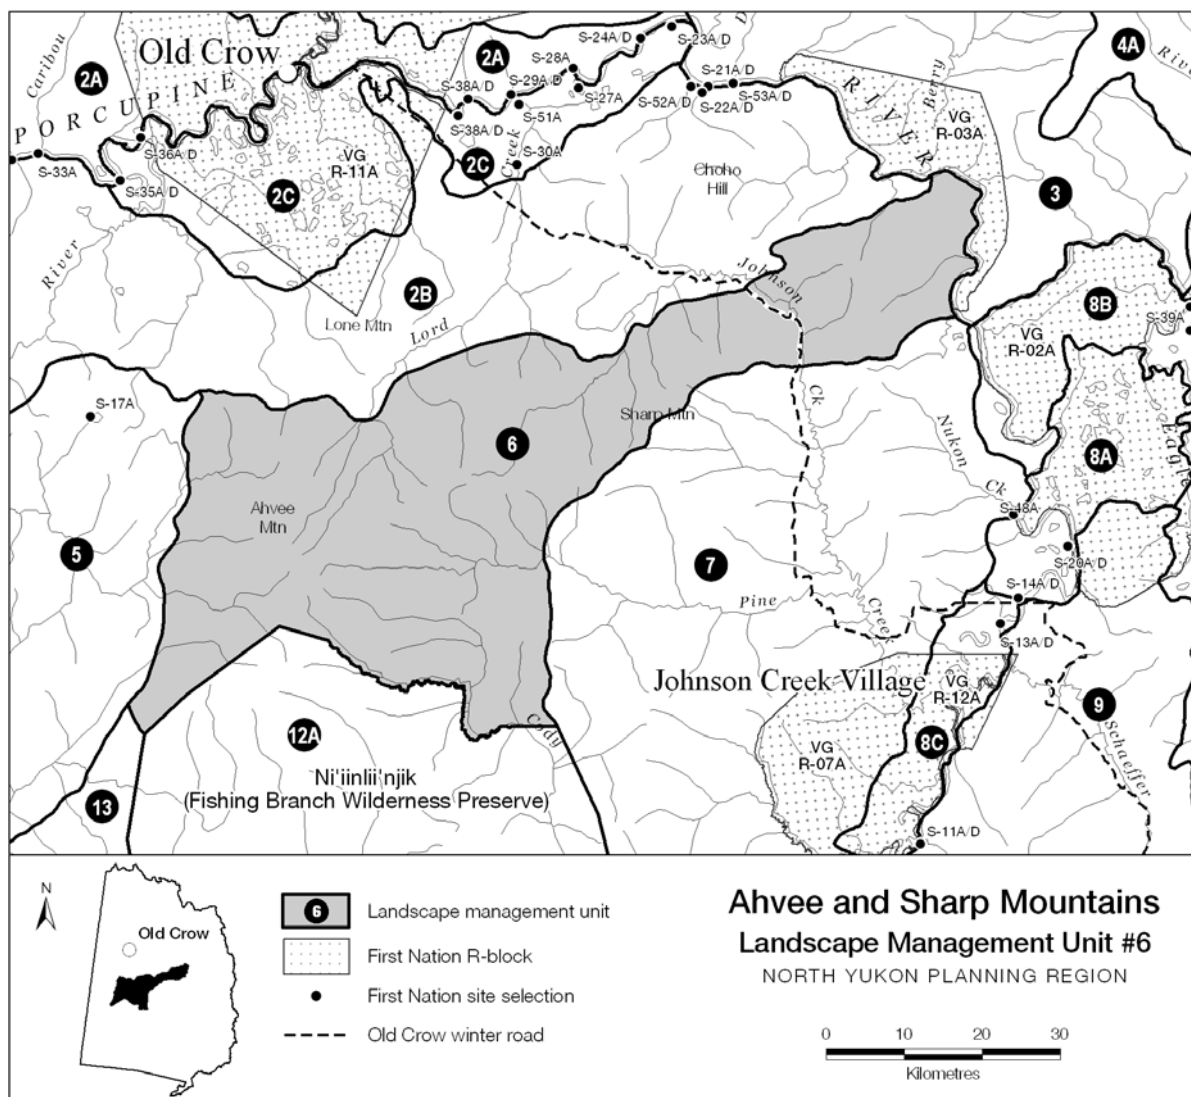 Old Crow
2A
Caribou
PORCUPINE
2A
S-24A/D
S-23A/D
D
4A
River
S-28A
S-29A/D
S-38A/D
S-27A
S-38A/D
S-51A
Creek
S-30A
S-21A/D
S-52A/D
S-53A/D
S-22A/D
RIVER
Berry
VG
R-03A
S-36A/D
S-33A
S-35A/D
VG
R-11A
2C
2C
Choho
Hill
3
River
2B
Lone Mtn
Lord
Johnson
8B
S-39A
VG
R-02A
S-17A
Sharp Mtn
Ck
6
Nukon
Ck
8A
Eagle
Ahvee
Mtn
S-48A
5
7
S-20A/D
S-14A/D
Pine
Creek
S-13A/D
Johnson Creek Village
VG
R-12A
9
Schaeffer
12A
Cody
8C
VG
R-07A
Ni'iinlii'njik
(Fishing Branch Wilderness Preserve)
13
S-11A/D
N
Old Crow
6
Landscape management unit
First Nation R-block
First Nation site selection
Old Crow winter road
Ahvee and Sharp Mountains
Landscape Management Unit #6
NORTH YUKON PLANNING REGION
0 10 20 30
Kilometres